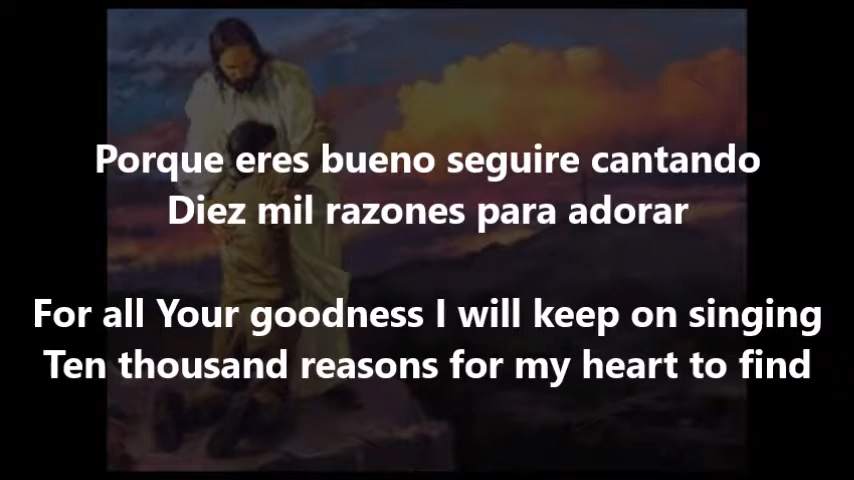 Porque eres bueno seguire cantando
Diez mil razones para adorar
For all Your goodness I will keep on singing
Ten thousand reasons for my heart to find